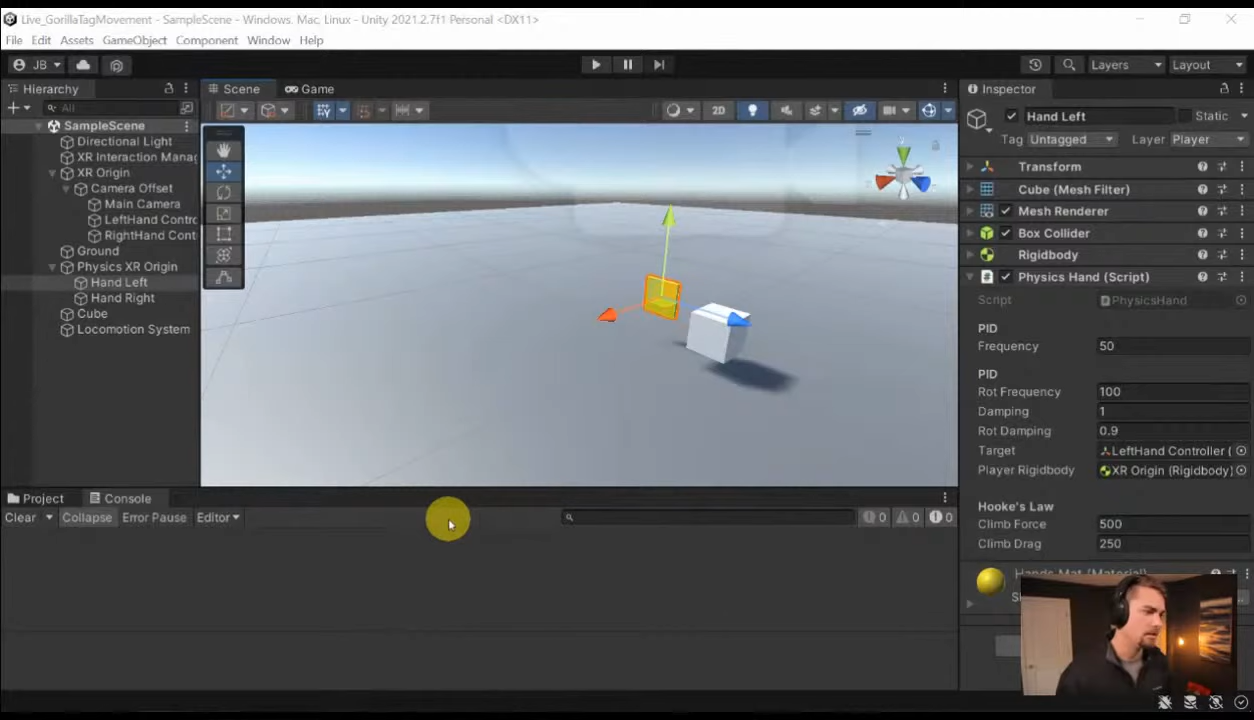 Live_GorillaTagMovement - SampleScene - Windows, Mac, Linux - Unity 2021.2.7f1 Personal <DX11>
File Edit Assets GameObject Component Window Help
JB Layers Layout
Hierarchy
All
SampleScene
Directional Light
XR Interaction Manag
XR Origin
Camera Offset
Main Camera
LeftHand Contro
RightHand Cont
Ground
Physics XR Origin
Hand Left
Hand Right
Cube
Locomotion System
Scene Game
2D
Inspector
Hand Left Static
Tag Untagged Layer Player
Transform
Cube (Mesh Filter)
Mesh Renderer
Box Collider
Rigidbody
Physics Hand (Script)
Script PhysicsHand
PID
Frequency 50
PID
Rot Frequency 100
Damping 1
Rot Damping 0.9
Target LeftHand Controller (
Player Rigidbody XR Origin (Rigidbody)
Hooke's Law
Climb Force 500
Climb Drag 250
Hands Mat (Material)
Project Console
Clear Collapse Error Pause Editor 0 0 0